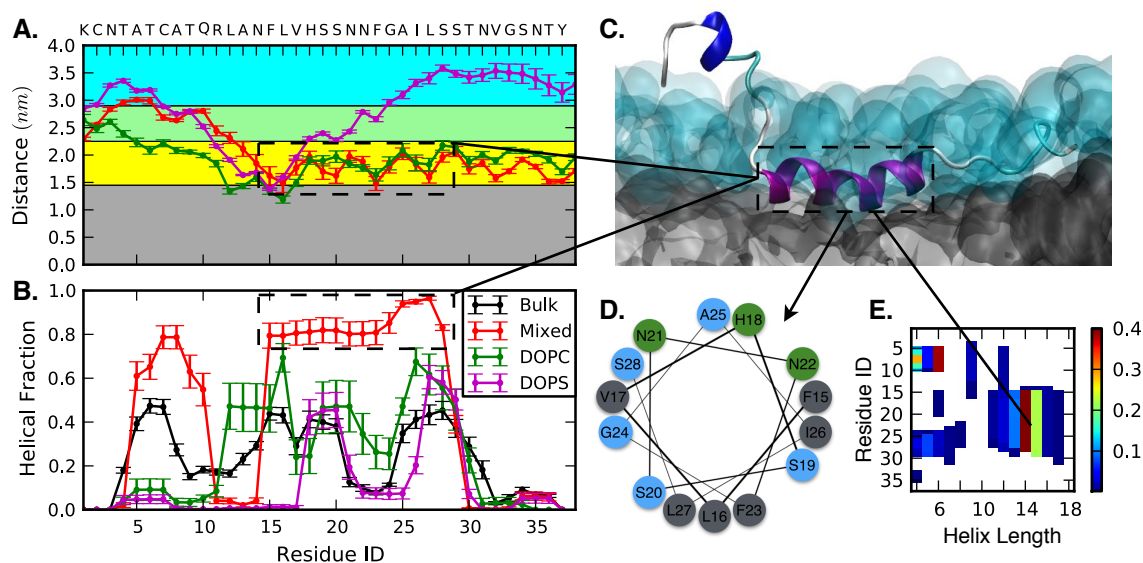 KCNTATCATQRLANFLVHSSNNFGAILSSTNVGSNTY
A.
4.0
3.5
3.0
2.5
2.0
1.5
1.0
0.5
0.0
Distance (nm)
B.
1.0
0.8
0.6
0.4
0.2
0.0
Helical Fraction
Bulk
Mixed
DOPC
DOPS
5 10 15 20 25 30 35
Residue ID
C.
D.
A25
H18
N21
N22
S28
F15
V17
I26
G24
S19
S20
F23
L27
L16
E.
5
10
15
20
25
30
35
Residue ID
6 10 14 18
Helix Length
0.4
0.3
0.2
0.1